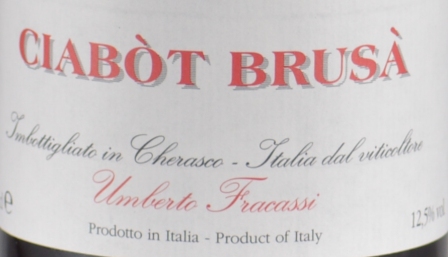 CIABÒT BRUSÀ
Imbottigliato in Cherasco - Italia dal viticoltore
Umberto Fracassi
e 12,5% vol
Prodotto in Italia - Product of Italy